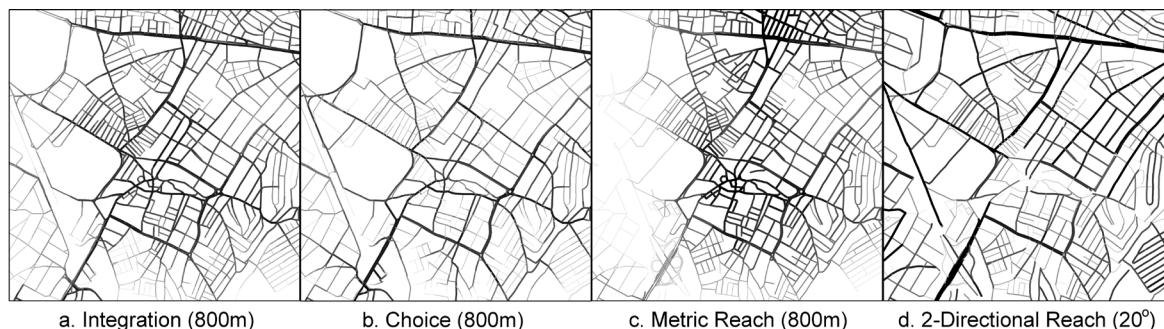 a. Integration (800m)
b. Choice (800m)
c. Metric Reach (800m)
d. 2-Directional Reach (20°)